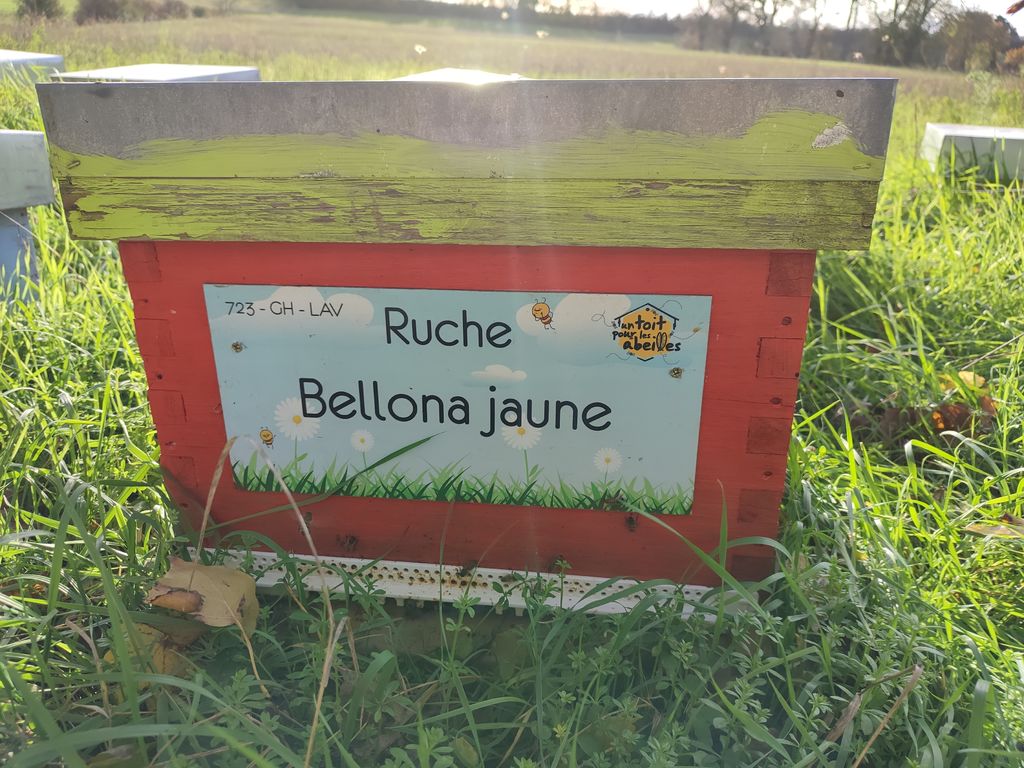 723 - GH - LAV
Ruche
un toit
pour les
abeilles
Bellona jaune